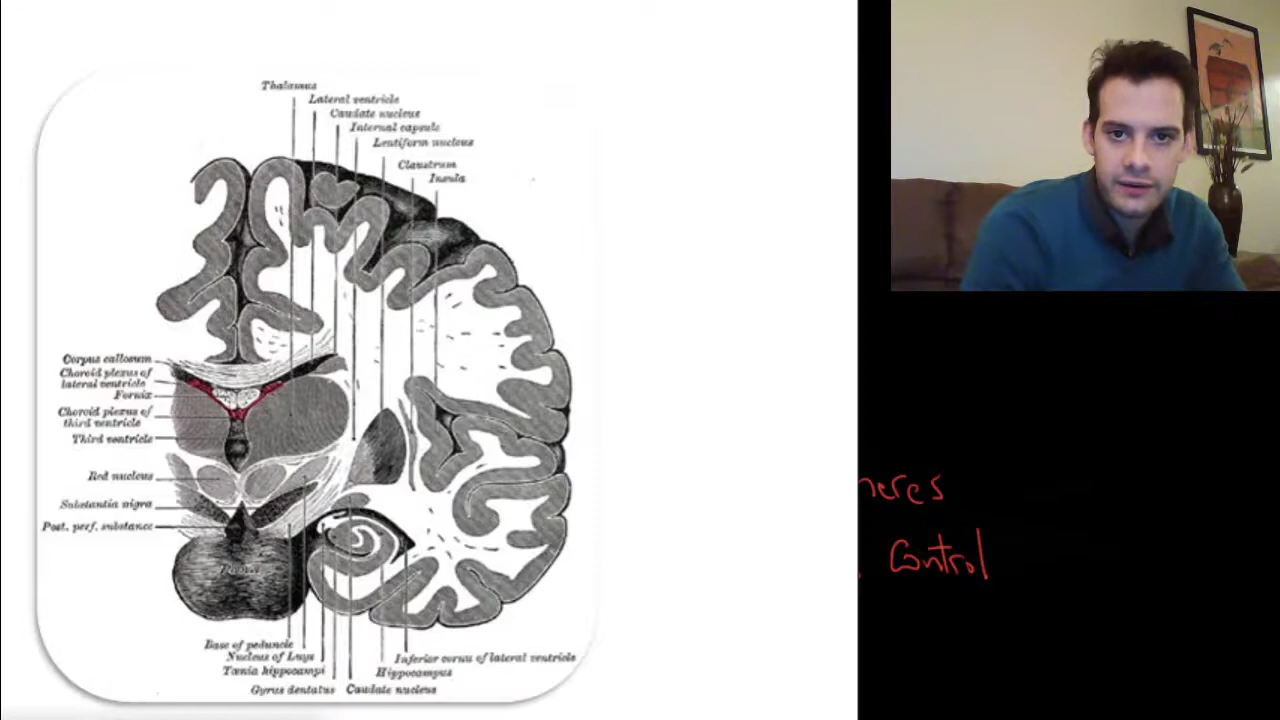 Thalamus
Lateral ventricle
Caudate nucleus
Internal capsule
Lentiform nucleus
Claustrum
Insula
Corpus callosum
Choroid plexus of
lateral ventricle
Fornix
Choroid plexus of
third ventricle
Third ventricle
Red nucleus
Substantia nigra
Post. perf. substance
Pons
Base of peduncle
Nucleus of Luys
Tænia hippocampi
Gyrus dentatus
Caudate nucleus
Hippocampus
Inferior cornu of lateral ventricle
heres
Control